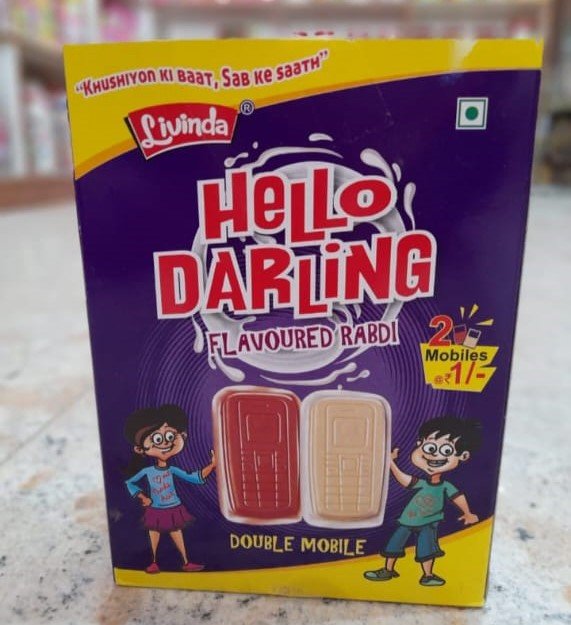 "KHUSHIYON KI BAAT, SAB KE SAATH"
Livinda®
HELLO
DARLING
FLAVOURED RABDI
2
Mobiles
@₹1/-
DOUBLE MOBILE